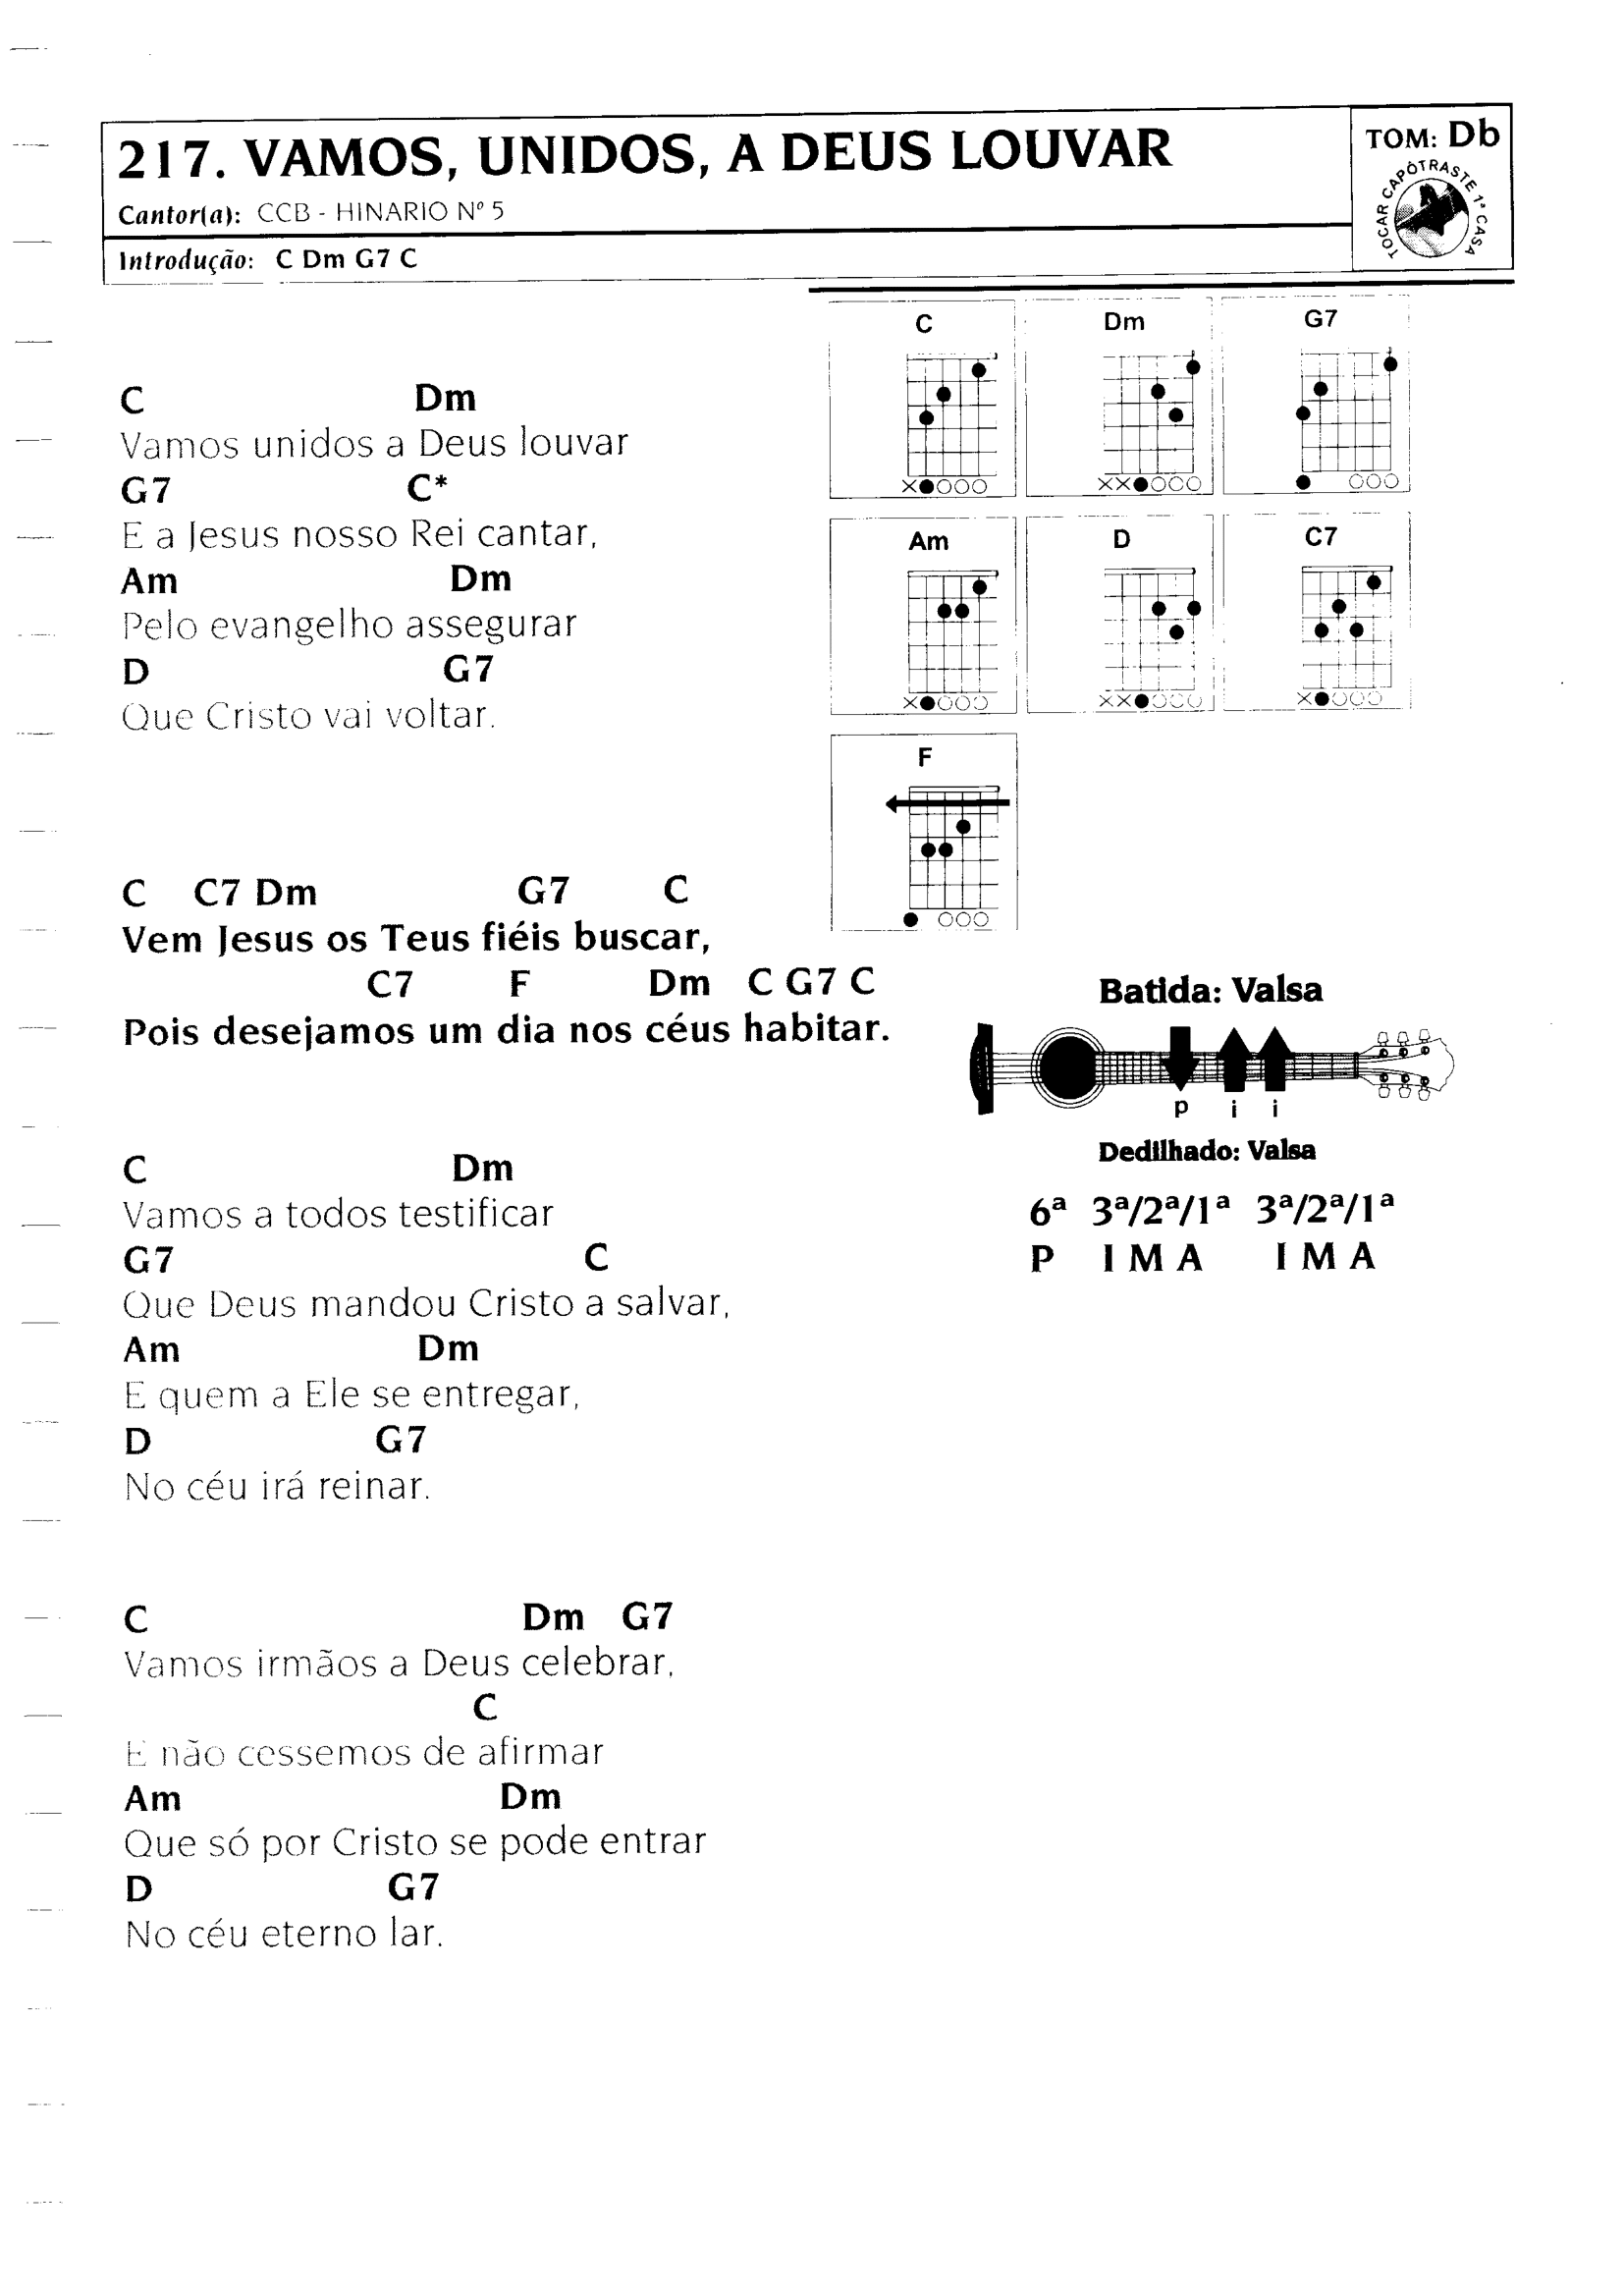 217. VAMOS, UNIDOS, A DEUS LOUVAR
Cantor(a): CCB - HINARIO Nº 5
Introdução: C Dm G7 C
TOM: Db
TOCAR CAPOTRASTE 1ª CASA
C Dm
Vamos unidos a Deus louvar
G7 C*
E a Jesus nosso Rei cantar,
Am Dm
Pelo evangelho assegurar
D G7
Que Cristo vai voltar.
C C7 Dm G7 C
Vem Jesus os Teus fiéis buscar,
C7 F Dm C G7 C
Pois desejamos um dia nos céus habitar.
C Dm
Vamos a todos testificar
G7 C
Que Deus mandou Cristo a salvar,
Am Dm
E quem a Ele se entregar,
D G7
No céu irá reinar.
C Dm G7
Vamos irmãos a Deus celebrar,
C
E não cessemos de afirmar
Am Dm
Que só por Cristo se pode entrar
D G7
No céu eterno lar.
C Dm G7
Am D C7
F
Batida: Valsa
p i i
Dedilhado: Valsa
6ª 3ª/2ª/1ª 3ª/2ª/1ª
P I M A I M A